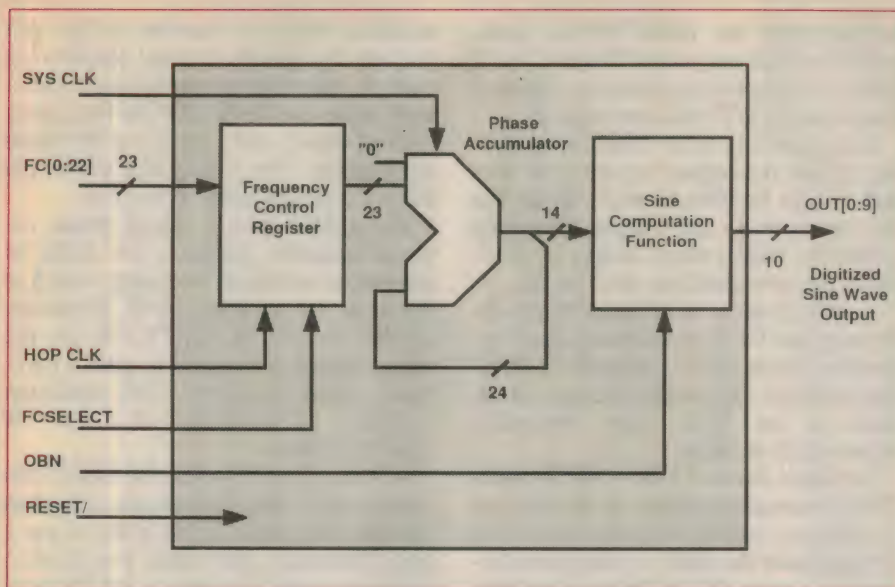 SYS CLK
FC[0:22]
23
Frequency
Control
Register
"0"
23
Phase
Accumulator
14
Sine
Computation
Function
OUT[0:9]
10
Digitized
Sine Wave
Output
24
HOP CLK
FCSELECT
OBN
RESET/